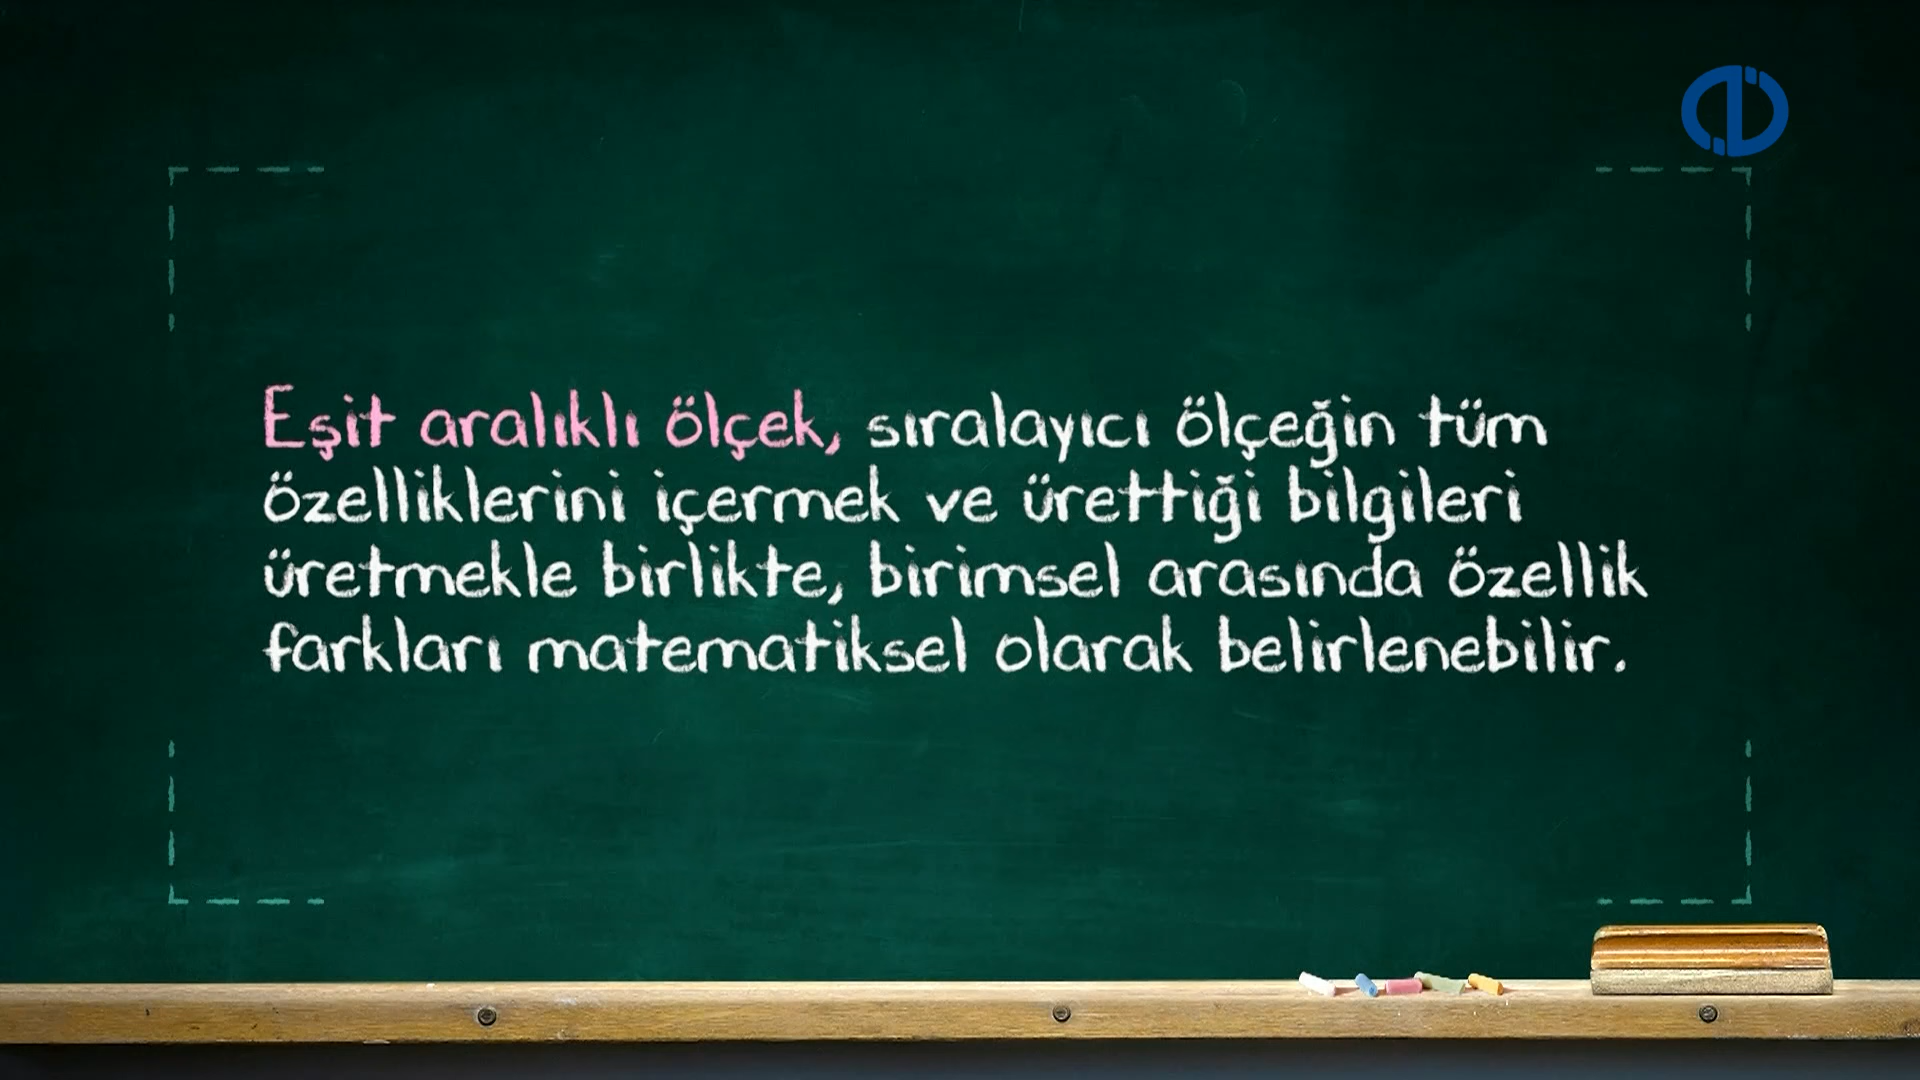 Eşit aralıklı ölçek, sıralayıcı ölçeğin tüm
özelliklerini içermek ve ürettiği bilgileri
üretmekle birlikte, birimsel arasında özellik
farkları matematiksel olarak belirlenebilir.